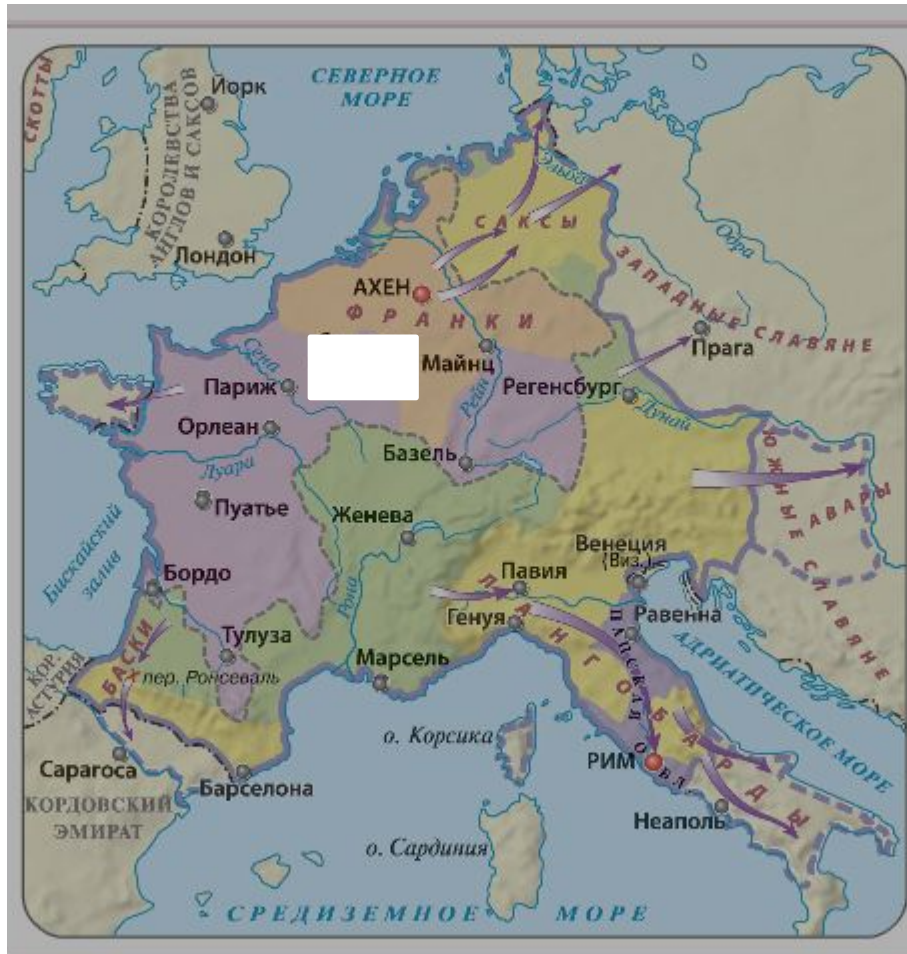 СЕВЕРНОЕ
МОРЕ
СКОТТЫ
Йорк
КОРОЛЕВСТВА
АНГЛОВ И САКСОВ
Лондон
Эльба
САКСЫ
Одра
АХЕН
ФРАНКИ
ЗАПАДНЫЕ СЛАВЯНЕ
Прага
Майнц
Сена
Париж
Рейн
Регенсburg
Дунай
Орлеан
Базель
Луара
Пуатье
Женева
ЮЖНЫЕ СЛАВЯНЕ
АВАРЫ
Бискайский
залив
Венеция
(Виз.)
Павия
Бордо
Рона
Генуя
Равенна
ЛАНГОБАРДЫ
ПАПСКАЯ ОБЛ.
БАСКИ
Тулуза
Марсель
АДРИАТИЧЕСКОЕ МОРЕ
КОР.
АСТУРИЯ
пер. Ронсеваль
о. Корсика
РИМ
Сарагоса
Барселона
КОРДОВСКИЙ
ЭМИРАТ
Неаполь
о. Сардиния
СРЕДИЗЕМНОЕ МОРЕ